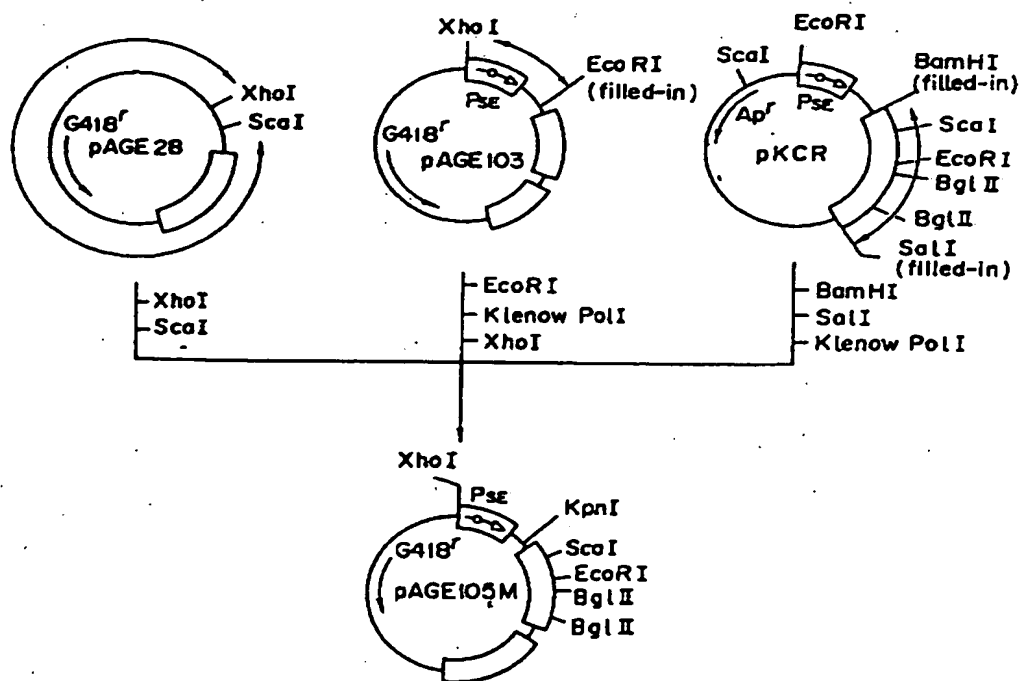 XhoI
ScaI
G418r
pAGE28
XhoI
PSE
EcoRI
(filled-in)
G418r
pAGE103
EcoRI
ScaI
BamHI
(filled-in)
PSE
Apr
pKCR
ScaI
EcoRI
BglII
BglII
SalI
(filled-in)
XhoI
ScaI
EcoRI
Klenow PolI
XhoI
BamHI
SalI
Klenow PolI
XhoI
PSE
KpnI
G418r
ScaI
EcoRI
pAGE105M
BglII
BglII